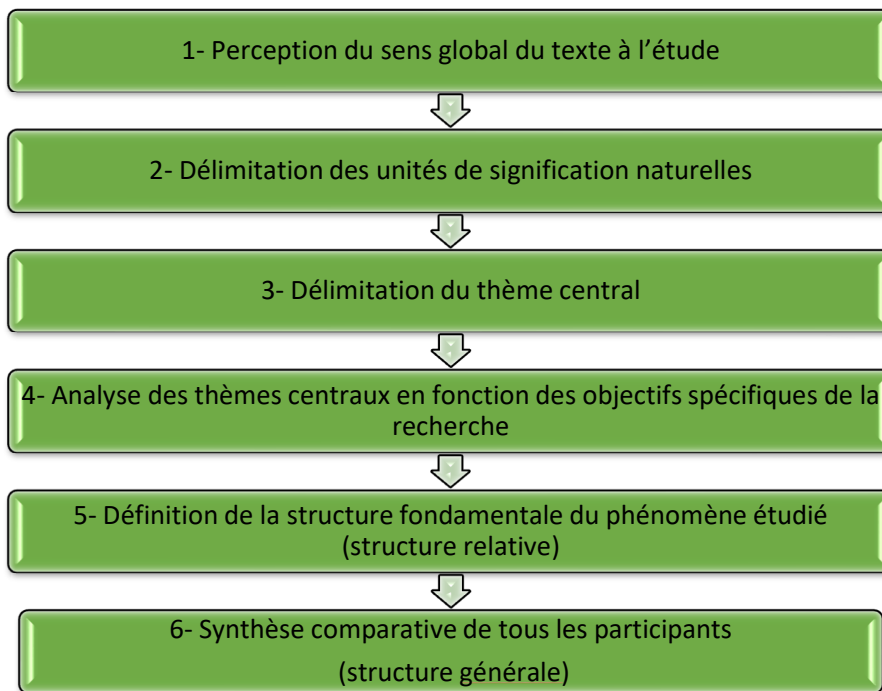 1- Perception du sens global du texte à l’étude
2- Délimitation des unités de signification naturelles
3- Délimitation du thème central
4- Analyse des thèmes centraux en fonction des objectifs spécifiques de la
recherche
5- Définition de la structure fondamentale du phénomène étudié
(structure relative)
6- Synthèse comparative de tous les participants
(structure générale)